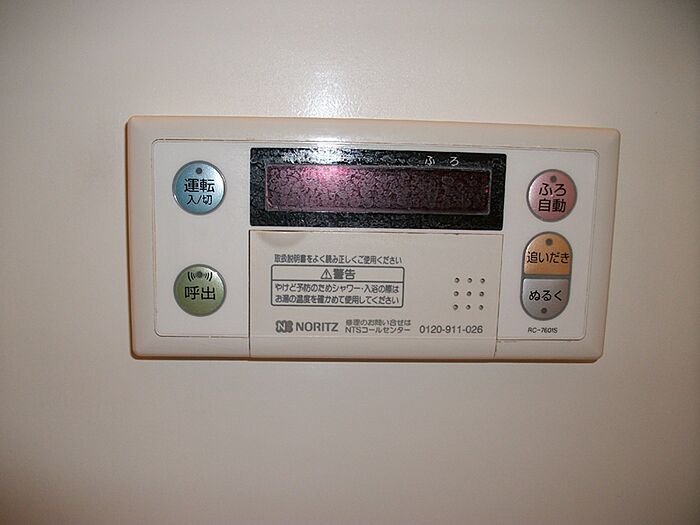 ふろ
運転
入/切
ふろ
自動
追いだき
ぬるく
呼出
取扱説明書をよく読み正しくご使用ください
⚠警告
やけど予防のためシャワー・入浴の際は
お湯の温度を確かめて使用してください
NORITZ
修理のお問い合せは
NTSコールセンター 0120-911-026
RC-7601S